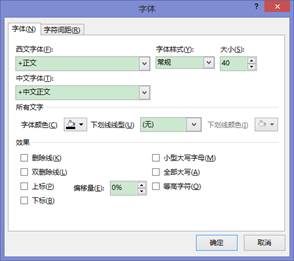 字体
字体(N) 字符间距(R)
西文字体(F): 字体样式(Y): 大小(S):
+正文 常规 40
中文字体(T):
+中文正文
所有文字
字体颜色(C) 下划线线型(U) (无) 下划线颜色(I)
效果
删除线(K) 小型大写字母(M)
双删除线(L) 全部大写(A)
上标(P) 偏移量(E): 0% 等高字符(Q)
下标(B)
确定 取消